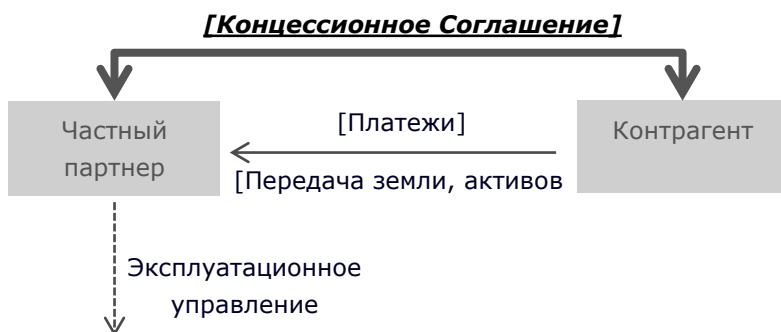 [Концессионное Соглашение]
Частный
партнер
[Платежи]
Контрагент
[Передача земли, активов
Эксплуатационное
управление